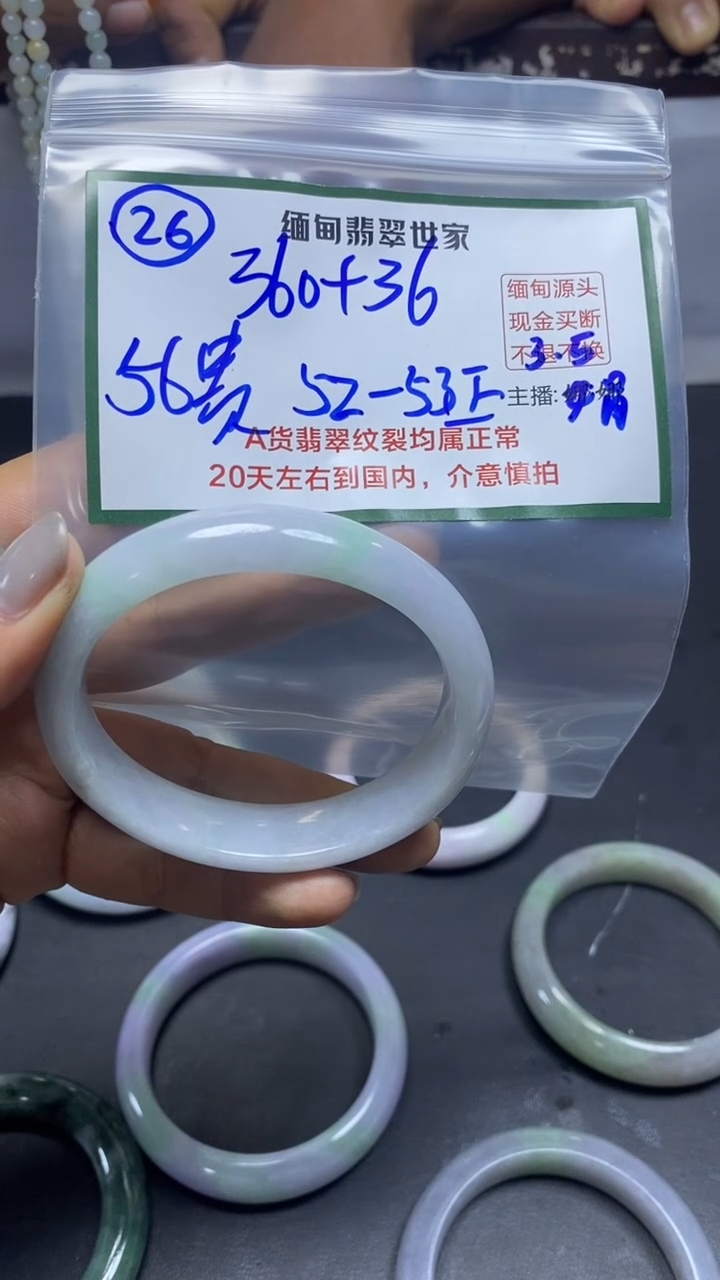 26
缅甸翡翠世家
360+36
缅甸源头
现金买断
不退不换
3.5
56贵 52-53正
主播:
A货翡翠纹裂均属正常
20天左右到国内，介意慎拍